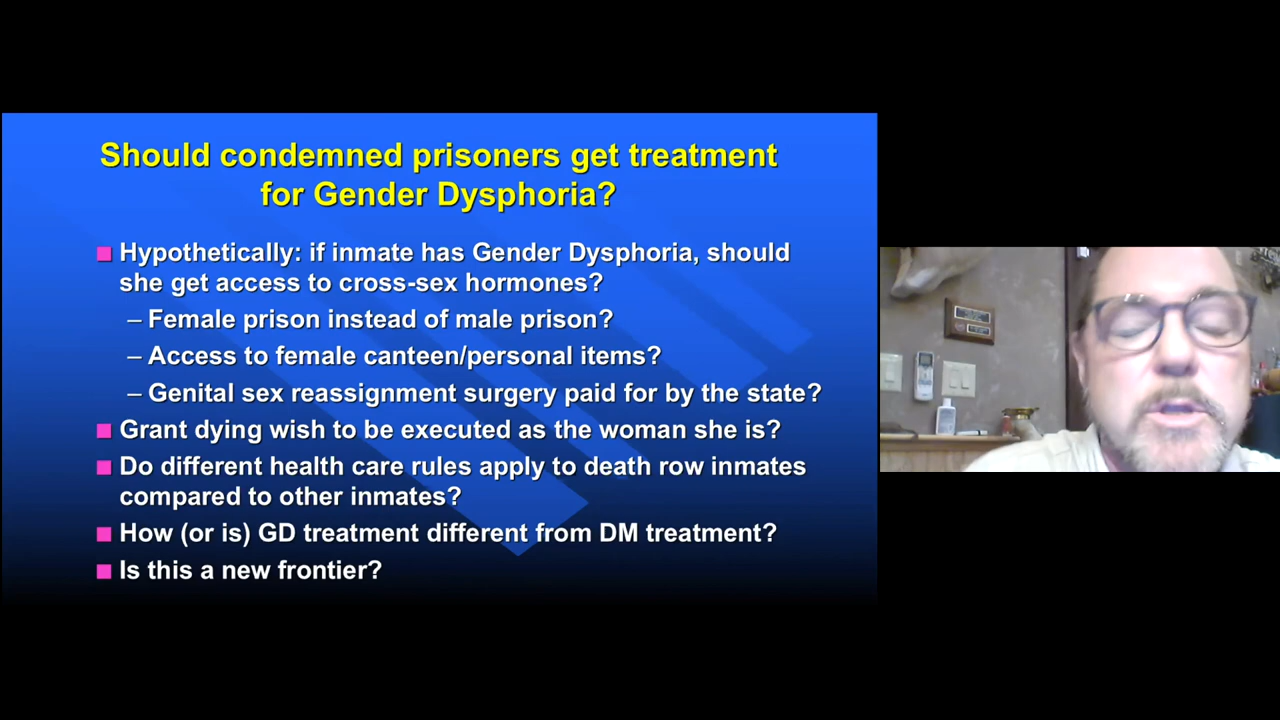 Should condemned prisoners get treatment
for Gender Dysphoria?
Hypothetically: if inmate has Gender Dysphoria, should
she get access to cross-sex hormones?
– Female prison instead of male prison?
– Access to female canteen/personal items?
– Genital sex reassignment surgery paid for by the state?
Grant dying wish to be executed as the woman she is?
Do different health care rules apply to death row inmates
compared to other inmates?
How (or is) GD treatment different from DM treatment?
Is this a new frontier?